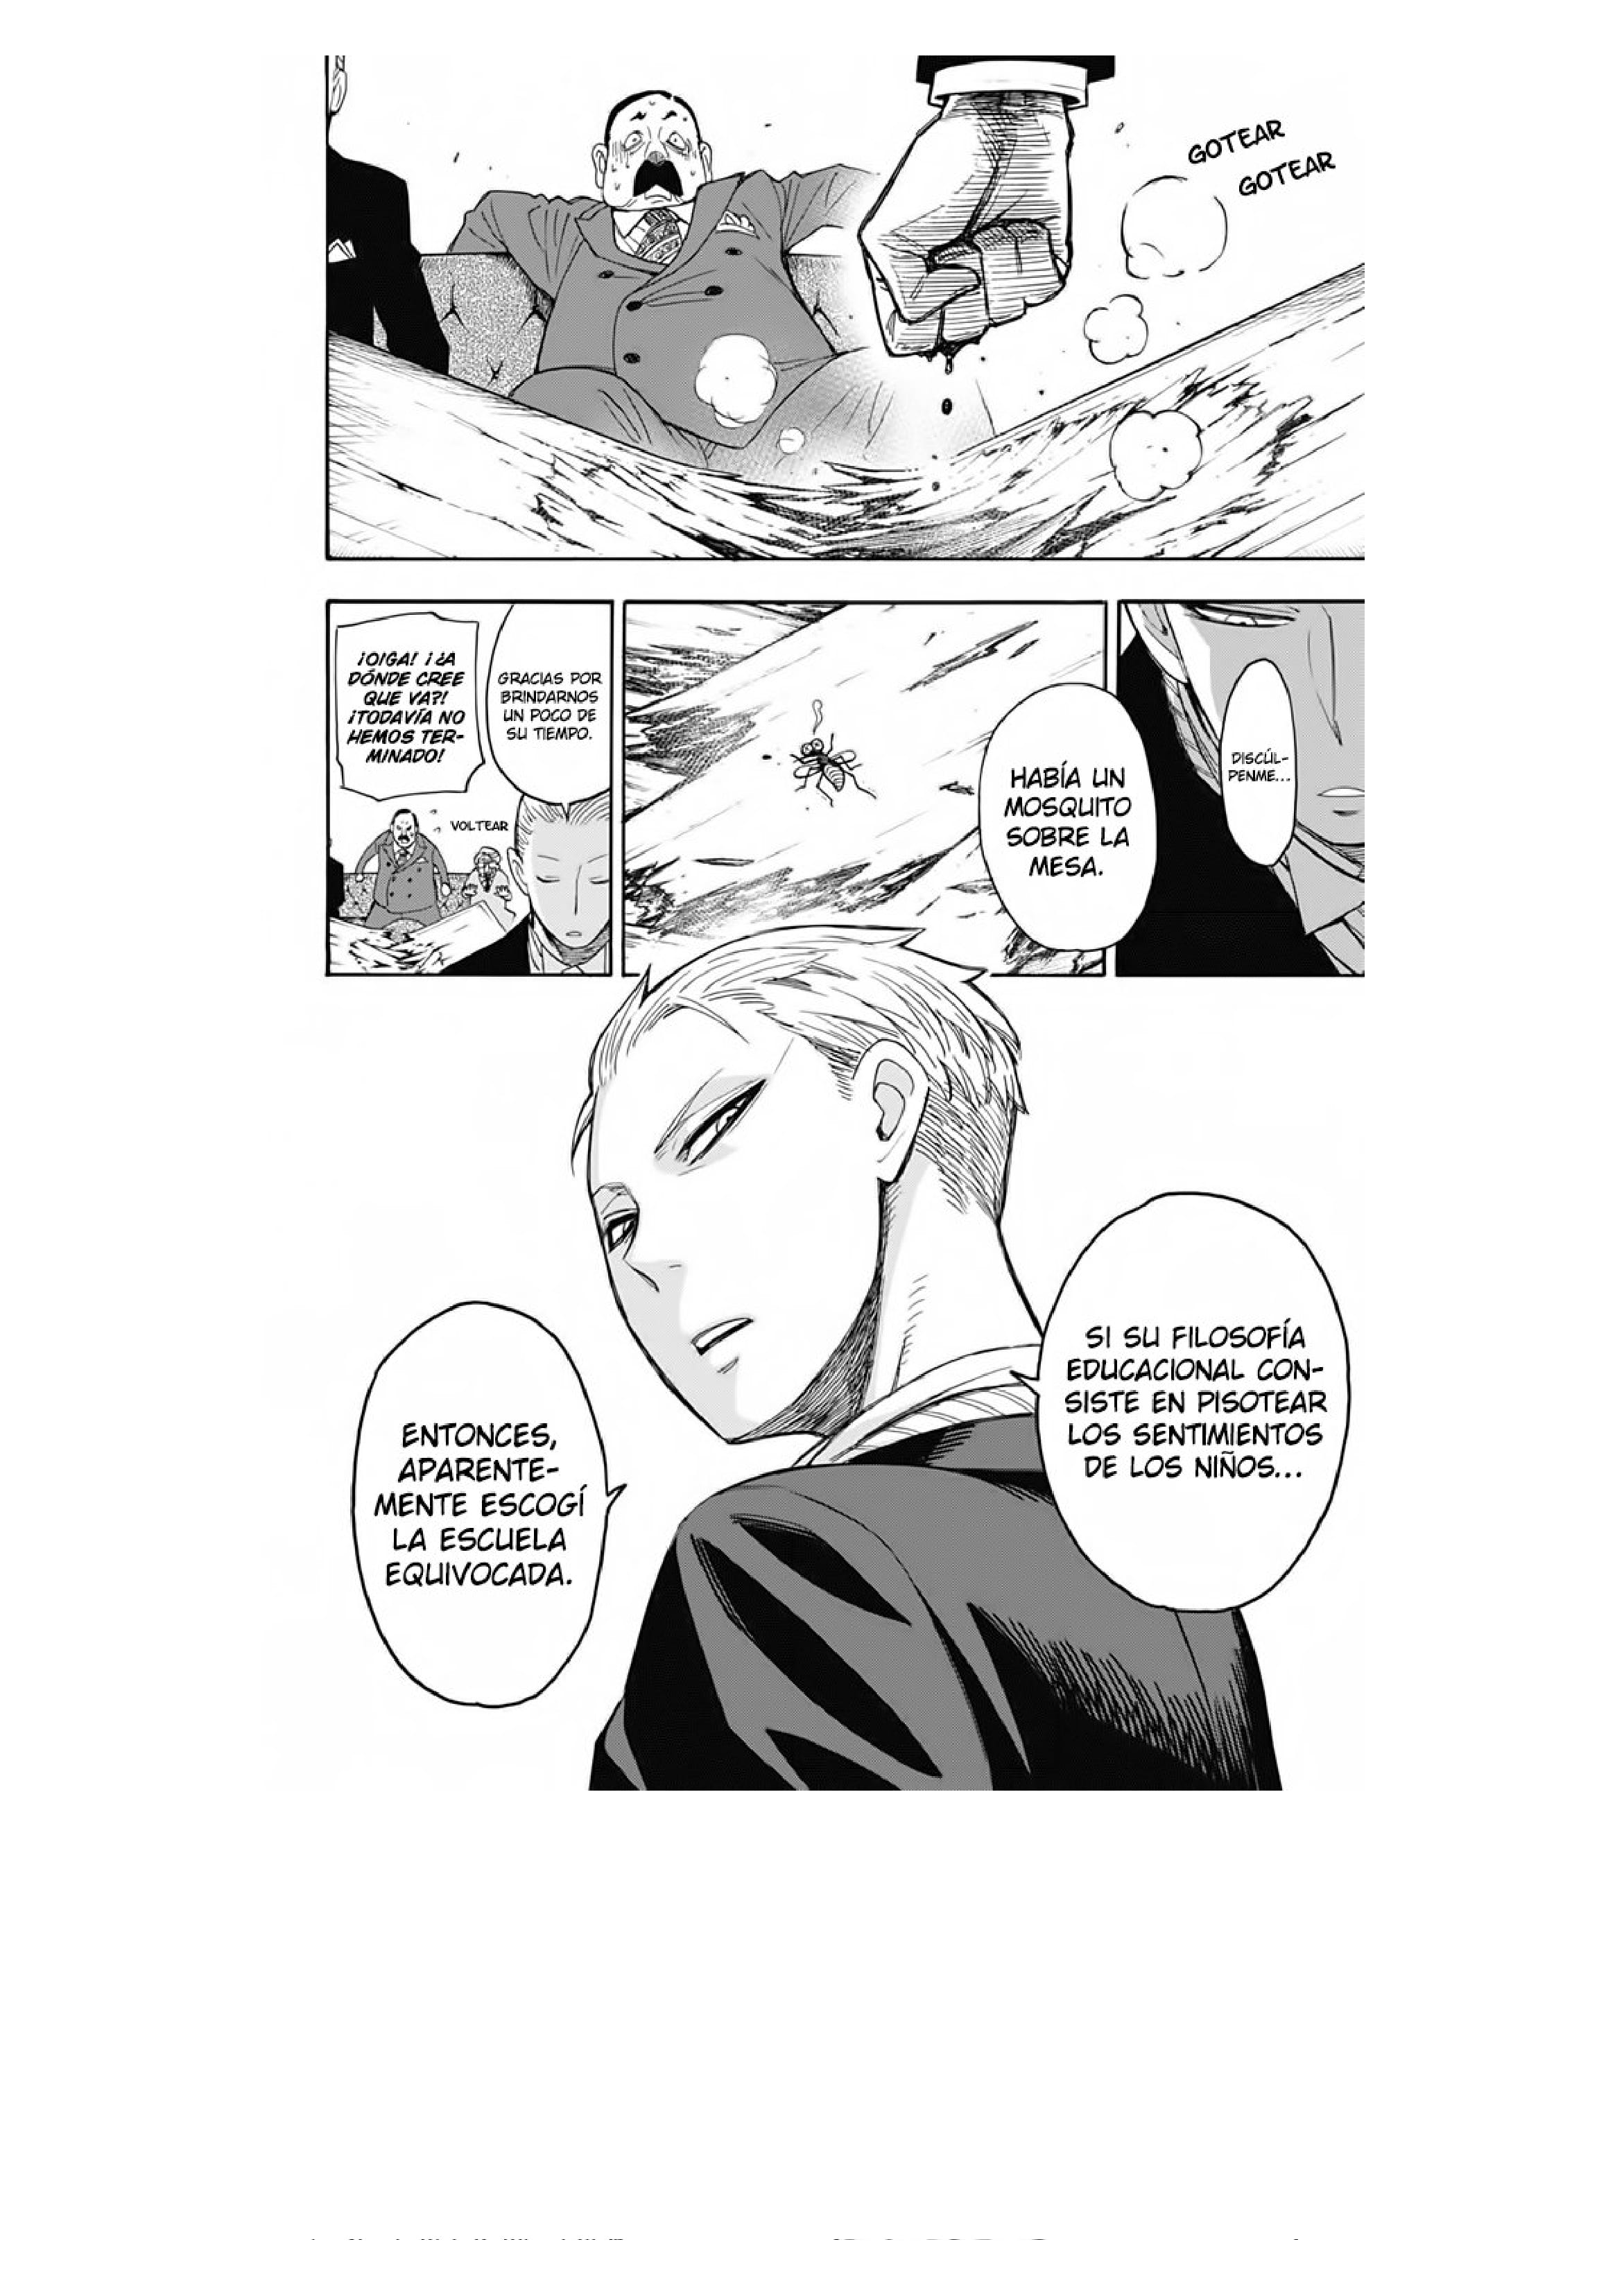 GOTEAR
GOTEAR
DISCÚL-
PENME...
HABÍA UN
MOSQUITO
SOBRE LA
MESA.
GRACIAS POR
BRINDARNOS
UN POCO DE
SU TIEMPO.
¡OIGA! ¡¿A
DÓNDE CREE
QUE VA?!
¡TODAVÍA NO
HEMOS TER-
MINADO!
VOLTEAR
SI SU FILOSOFÍA
EDUCACIONAL CON-
SISTE EN PISOTEAR
LOS SENTIMIENTOS
DE LOS NIÑOS...
ENTONCES,
APARENTE-
MENTE ESCOGÍ
LA ESCUELA
EQUIVOCADA.